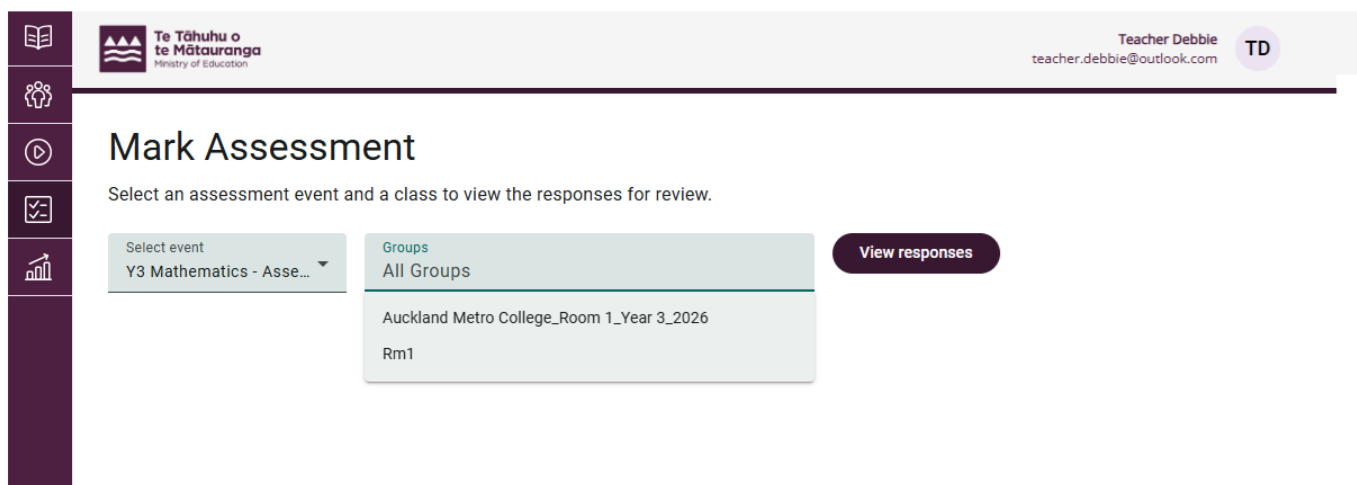 Te Tāhuhu o
te Mātauranga
Ministry of Education
Teacher Debbie
teacher.debbie@outlook.com
TD
Mark Assessment
Select an assessment event and a class to view the responses for review.
Select event
Y3 Mathematics - Asse...
Groups
All Groups
View responses
Auckland Metro College_Room 1_Year 3_2026
Rm1